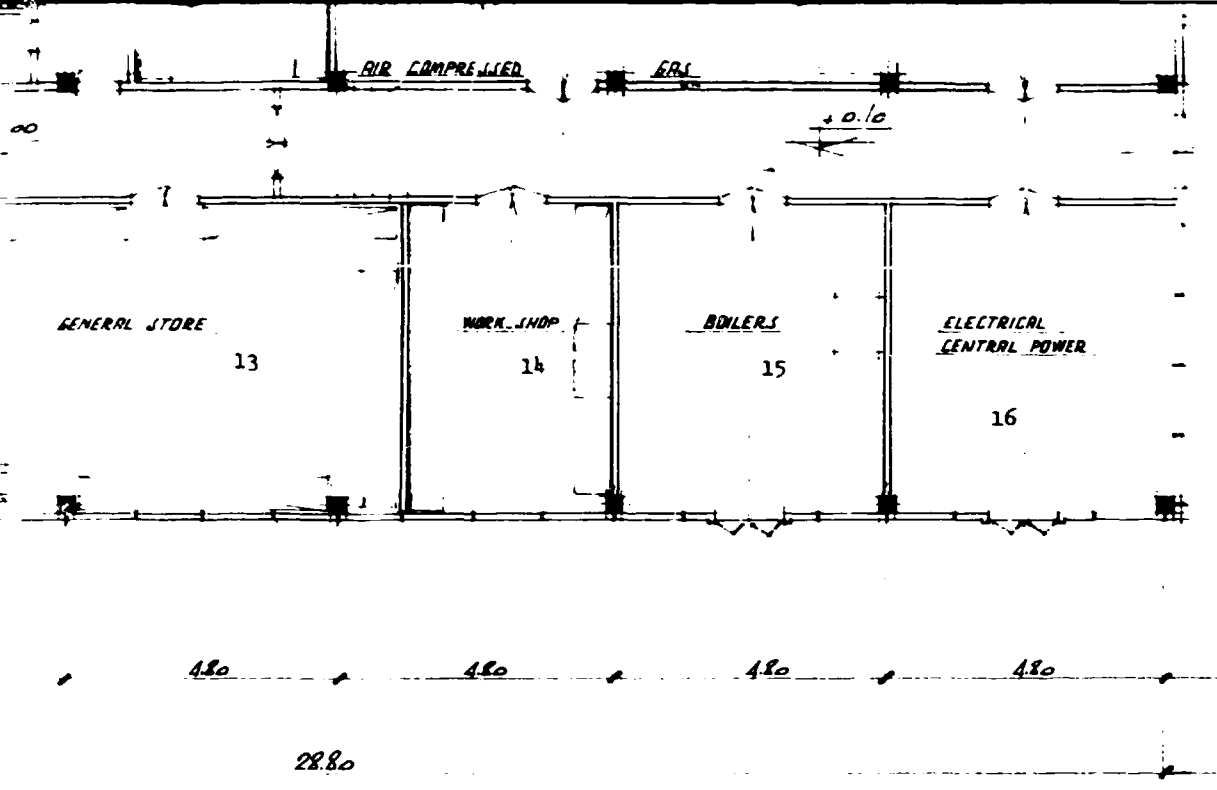 AIR COMPRESSED
GAS
+ 0.10
00
GENERAL STORE
13
WORK SHOP
14
BOILERS
15
ELECTRICAL
CENTRAL POWER
16
4.80
4.80
4.80
4.80
28.80